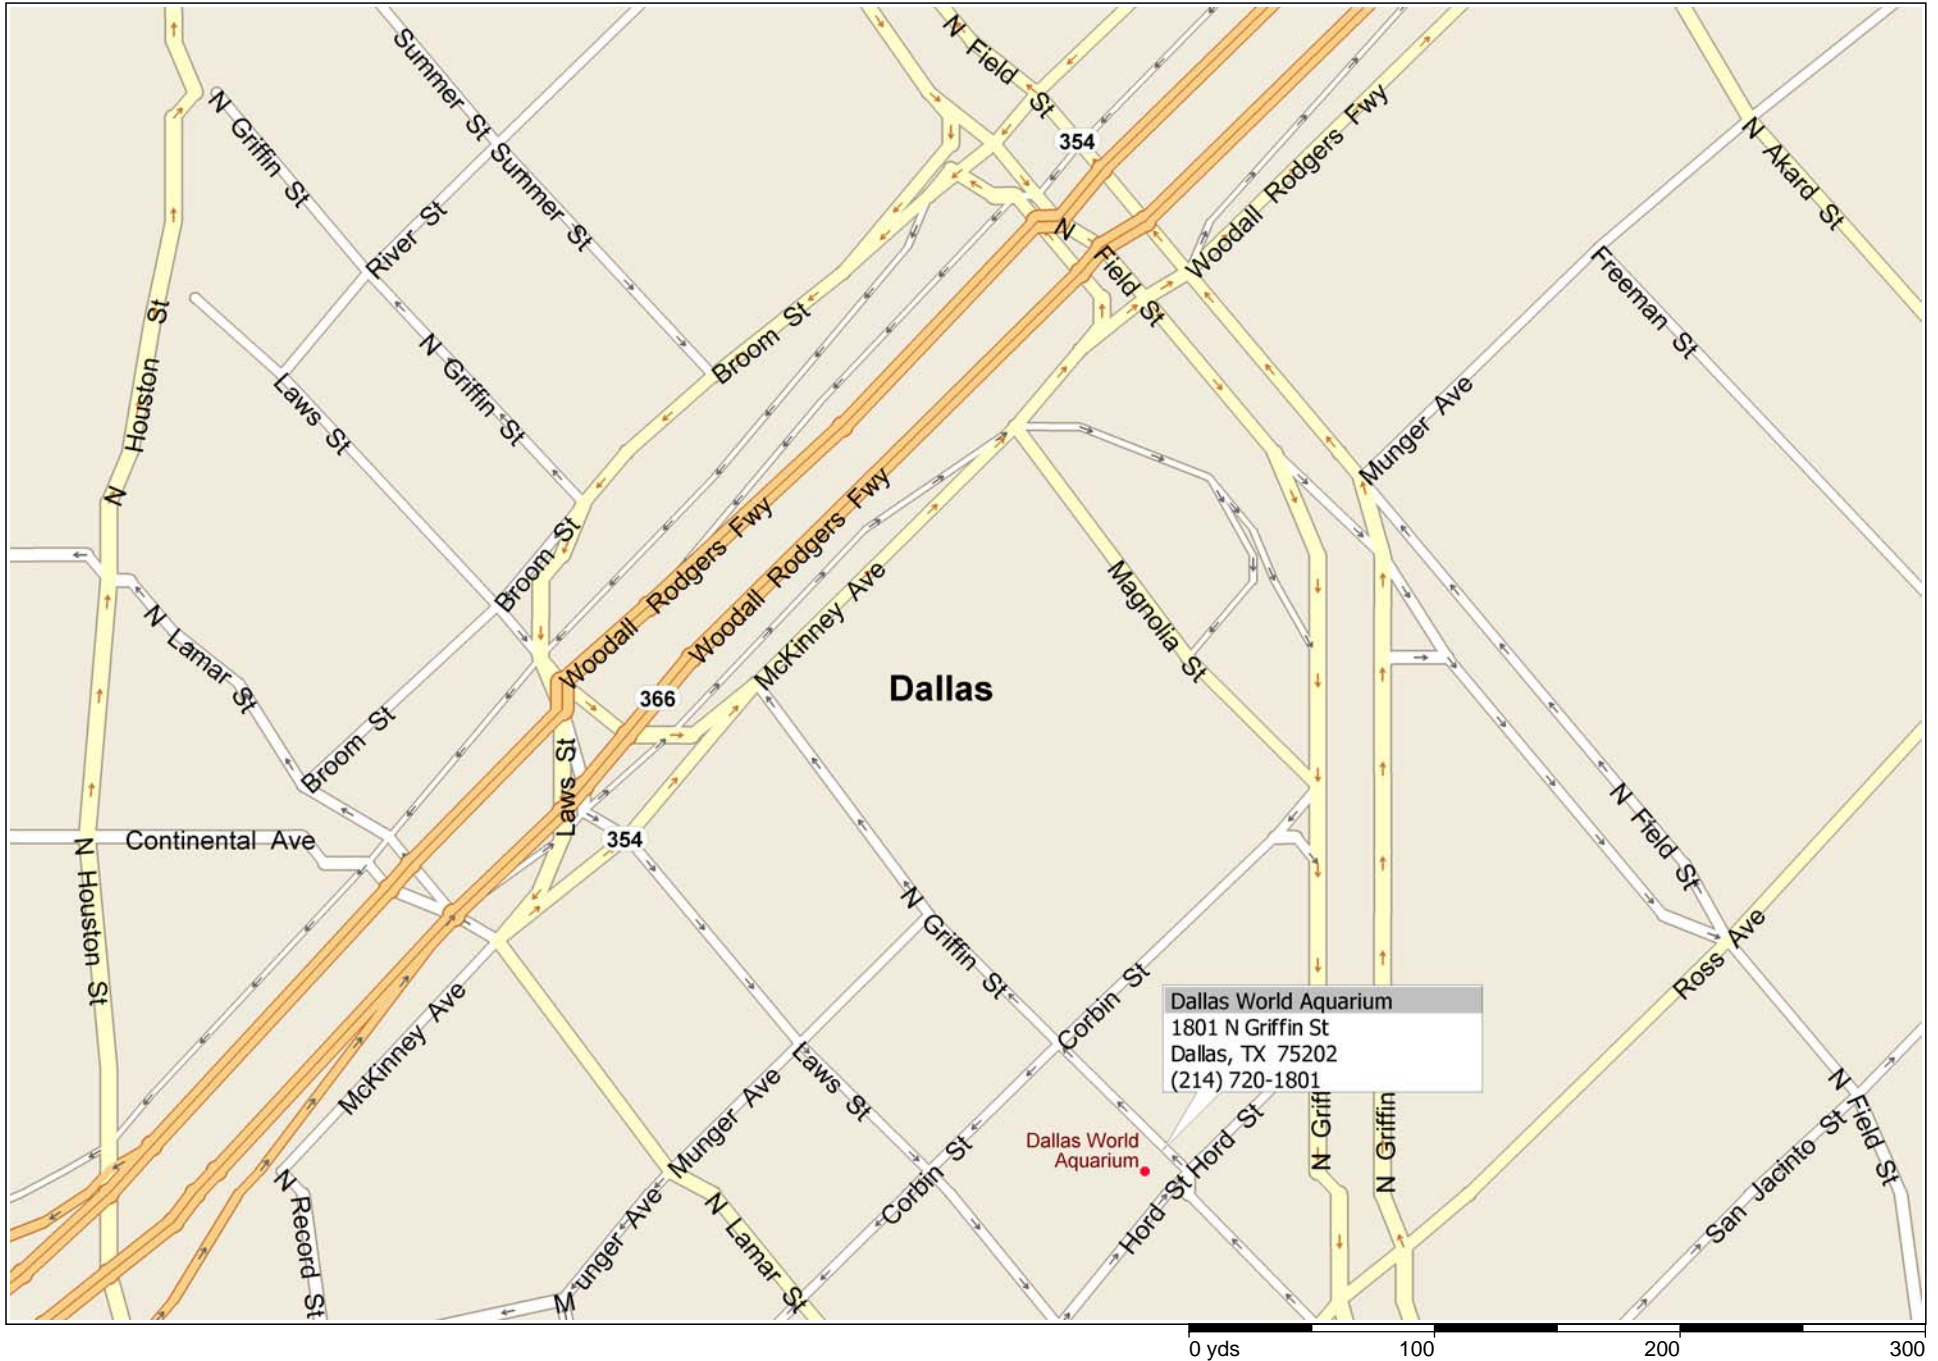 N Field St
Summer St
Summer St
N Griffin St
354
Woodall Rodgers Fwy
N Akard St
River St
N Field St
Freeman St
N Houston St
Broom St
N Griffin St
Laws St
Munger Ave
Woodall Rodgers Fwy
Woodall Rodgers Fwy
Broom St
McKinney Ave
Magnolia St
N Lamar St
Dallas
366
Broom St
Laws St
354
Continental Ave
N Houston St
N Field St
N Griffin St
Ross Ave
Corbin St
McKinney Ave
Dallas World Aquarium
1801 N Griffin St
Dallas, TX 75202
(214) 720-1801
Laws St
Munger Ave
N Griff
N Griffin
Hord St
N Field St
San Jacinto St
Dallas World
Aquarium
Corbin St
Hord St
N Record St
Munger Ave
N Lamar St
0 yds 100 200 300